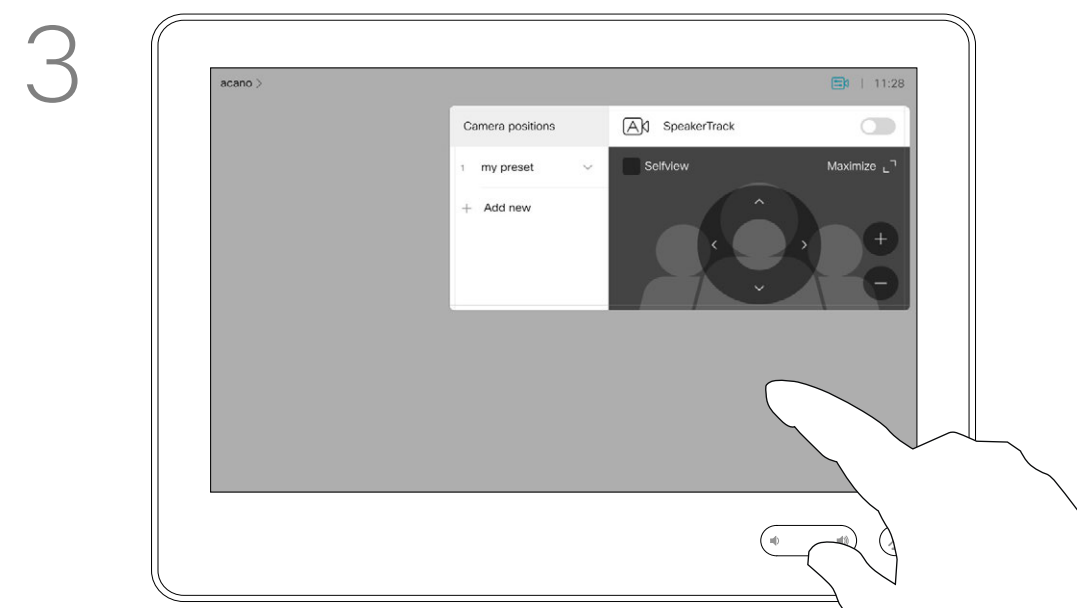 3
acano >
11:28
Camera positions
SpeakerTrack
1 my preset
Selfview
Maximize
+ Add new